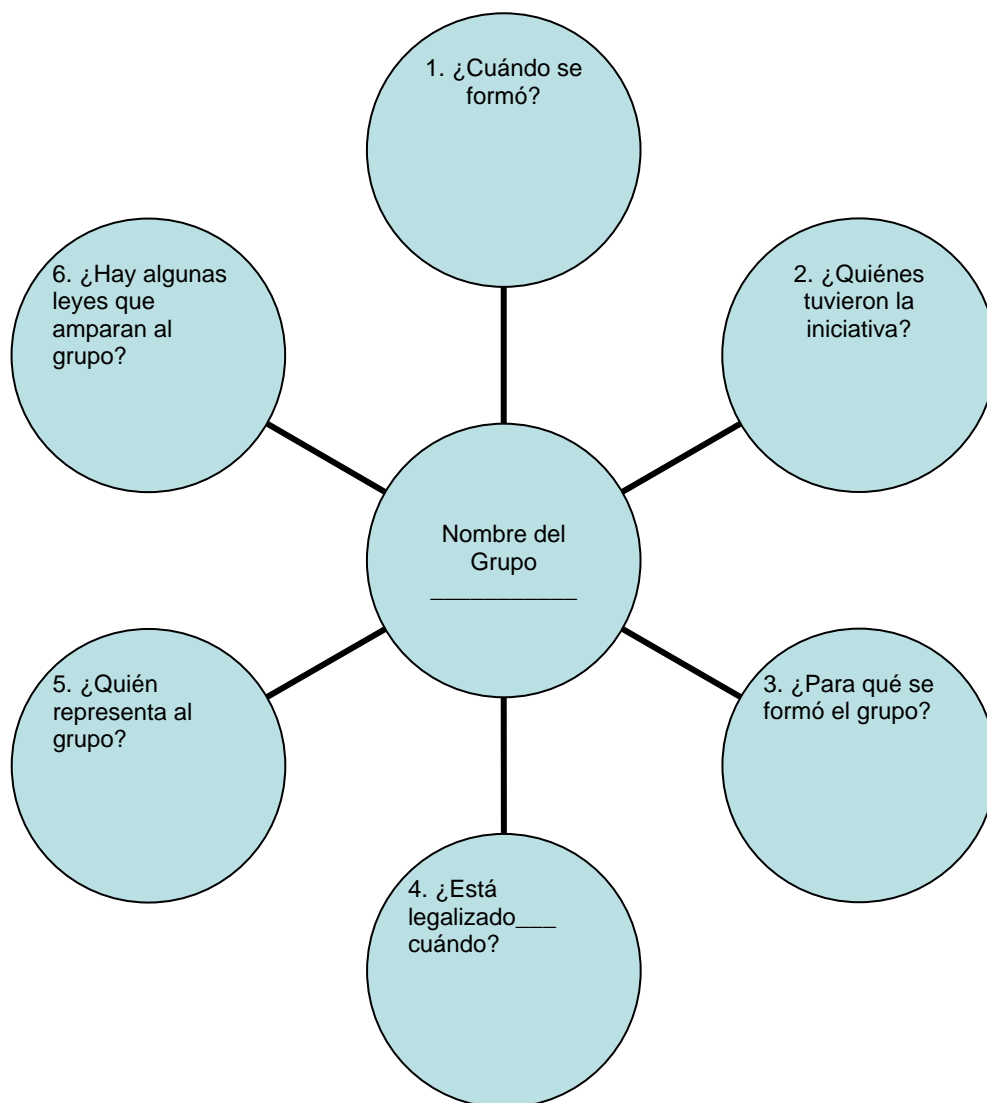 1. ¿Cuándo se
formó?
2. ¿Quiénes
tuvieron la
iniciativa?
3. ¿Para qué se
formó el grupo?
4. ¿Está
legalizado___
cuándo?
5. ¿Quién
representa al
grupo?
6. ¿Hay algunas
leyes que
amparan al
grupo?
Nombre del
Grupo
___________